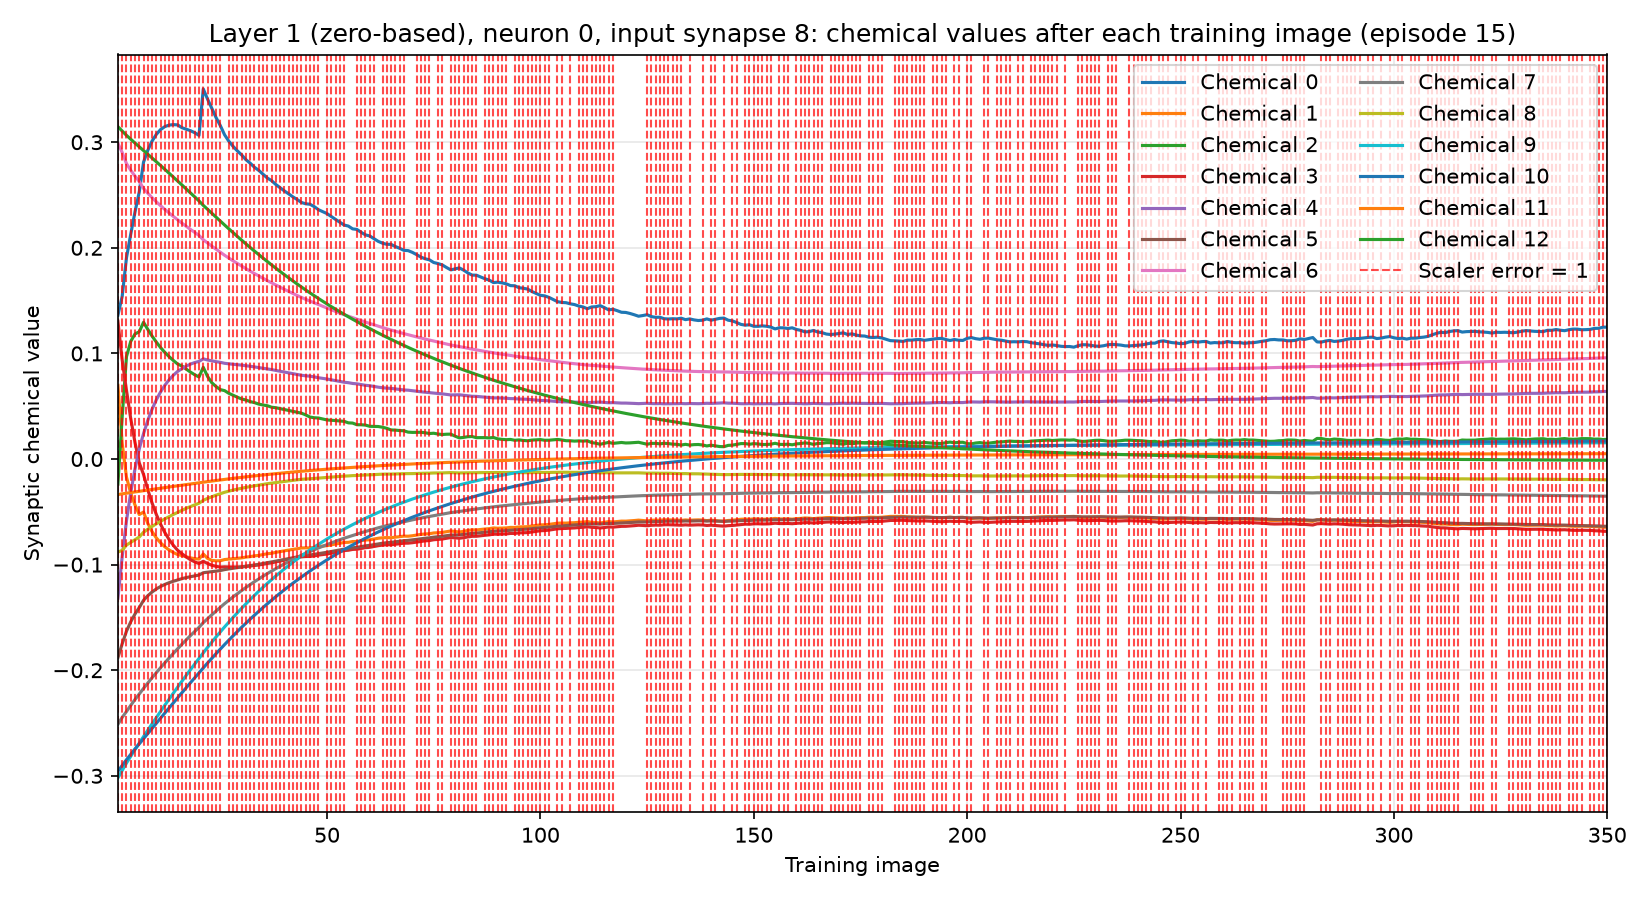 Layer 1 (zero-based), neuron 0, input synapse 8: chemical values after each training image (episode 15)
Chemical 0
Chemical 1
Chemical 2
Chemical 3
Chemical 4
Chemical 5
Chemical 6
Chemical 7
Chemical 8
Chemical 9
Chemical 10
Chemical 11
Chemical 12
Scaler error = 1
Synaptic chemical value
0.3
0.2
0.1
0.0
−0.1
−0.2
−0.3
50 100 150 200 250 300 350
Training image